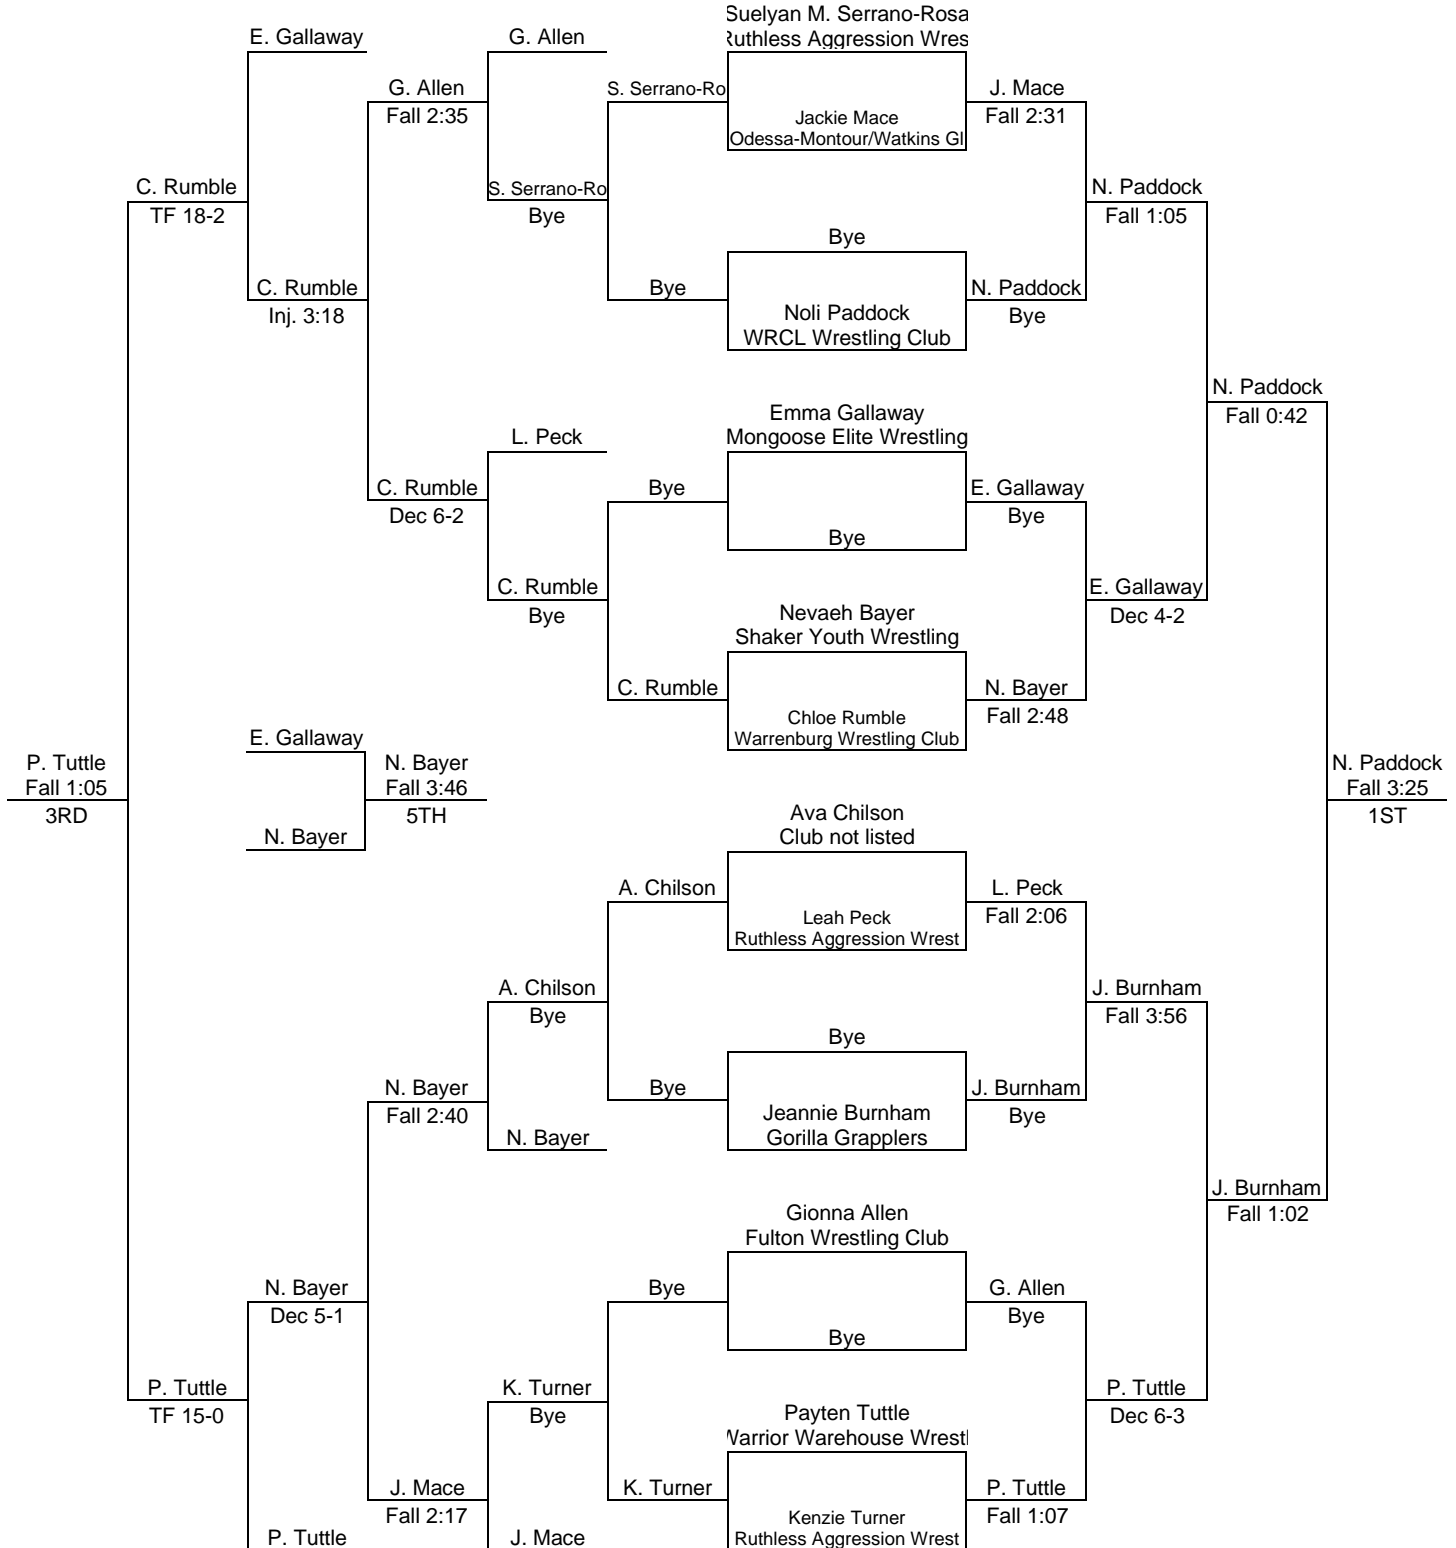 Suelyan M. Serrano-Rosa
Ruthless Aggression Wres
E. Gallaway
G. Allen
G. Allen
Fall 2:35
S. Serrano-Ro
Jackie Mace
Odessa-Montour/Watkins Gl
J. Mace
Fall 2:31
C. Rumble
TF 18-2
S. Serrano-Ro
Bye
N. Paddock
Fall 1:05
Bye
C. Rumble
Inj. 3:18
Bye
Noli Paddock
WRCL Wrestling Club
N. Paddock
Bye
N. Paddock
Fall 0:42
Emma Gallaway
Mongoose Elite Wrestling
L. Peck
C. Rumble
Dec 6-2
Bye
E. Gallaway
Bye
Bye
C. Rumble
Bye
E. Gallaway
Dec 4-2
Nevaeh Bayer
Shaker Youth Wrestling
C. Rumble
Chloe Rumble
Warrenburg Wrestling Club
N. Bayer
Fall 2:48
E. Gallaway
P. Tuttle
Fall 1:05
3RD
N. Bayer
Fall 3:46
5TH
N. Paddock
Fall 3:25
1ST
N. Bayer
Ava Chilson
Club not listed
A. Chilson
Leah Peck
Ruthless Aggression Wrest
L. Peck
Fall 2:06
A. Chilson
Bye
J. Burnham
Fall 3:56
Bye
N. Bayer
Fall 2:40
Bye
Jeannie Burnham
Gorilla Grapplers
J. Burnham
Bye
N. Bayer
J. Burnham
Fall 1:02
Gionna Allen
Fulton Wrestling Club
N. Bayer
Dec 5-1
Bye
G. Allen
Bye
Bye
P. Tuttle
TF 15-0
K. Turner
Bye
P. Tuttle
Dec 6-3
Payten Tuttle
Warrior Warehouse Wrestl
J. Mace
Fall 2:17
K. Turner
Kenzie Turner
Ruthless Aggression Wrest
P. Tuttle
Fall 1:07
P. Tuttle
J. Mace